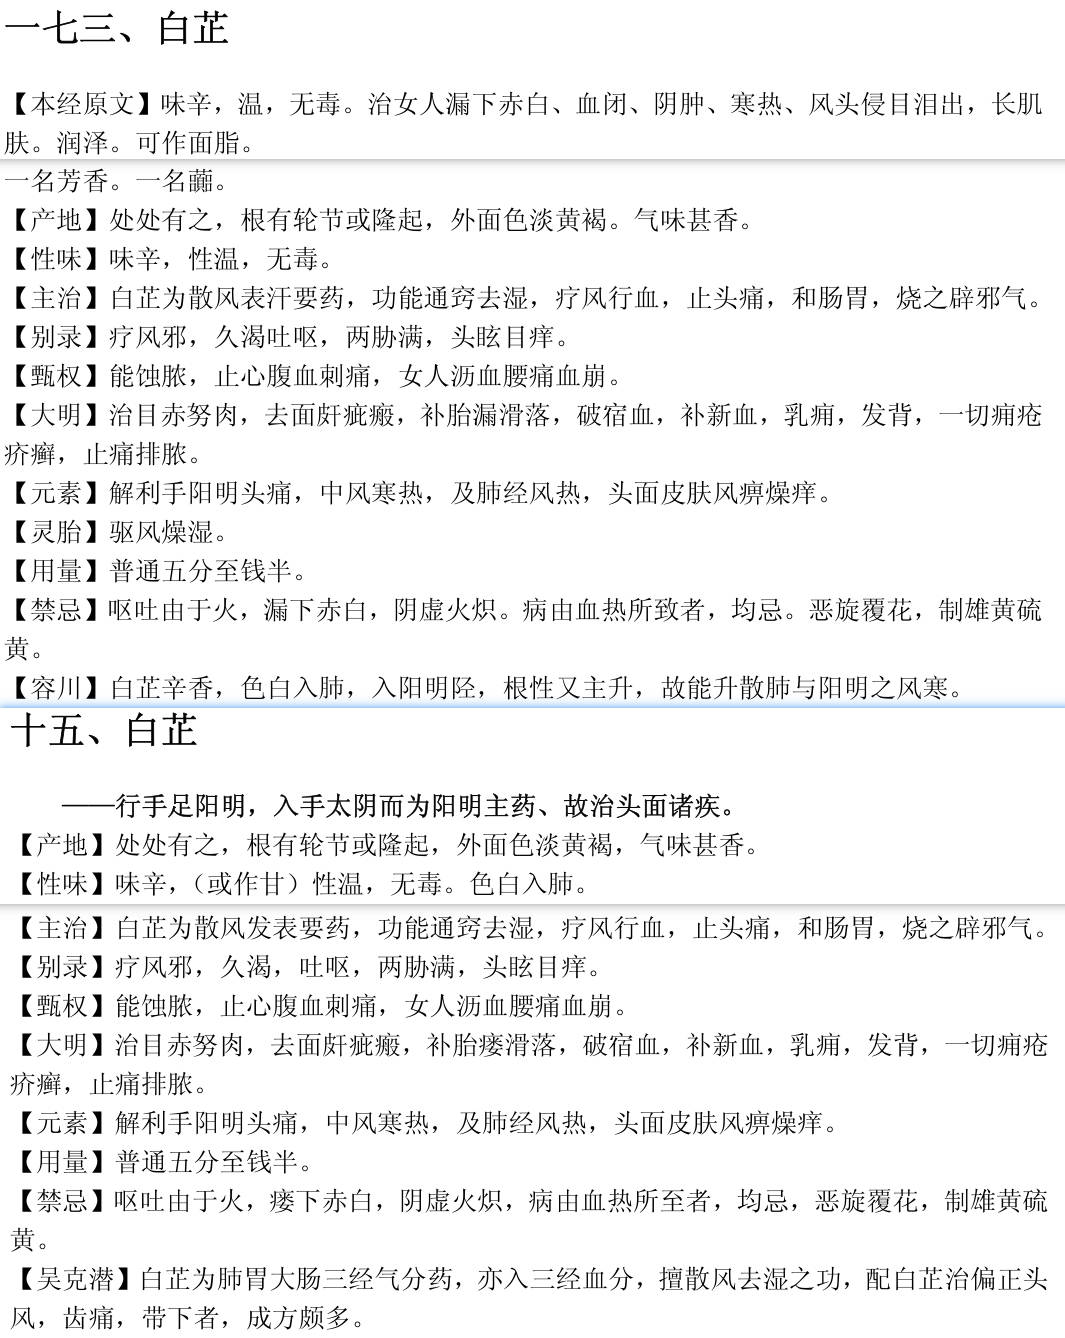 一七三、白芷
【本经原文】味辛，温，无毒。治女人漏下赤白、血闭、阴肿、寒热、风头侵目泪出，长肌
肤。润泽。可作面脂。
一名芳香。一名虈。
【产地】处处有之，根有轮节或隆起，外面色淡黄褐。气味甚香。
【性味】味辛，性温，无毒。
【主治】白芷为散风表汗要药，功能通窍去湿，疗风行血，止头痛，和肠胃，烧之辟邪气。
【别录】疗风邪，久渴吐呕，两胁满，头眩目痒。
【甄权】能蚀脓，止心腹血刺痛，女人沥血腰痛血崩。
【大明】治目赤努肉，去面皯疵瘢，补胎漏滑落，破宿血，补新血，乳痈，发背，一切痈疮
疥癣，止痛排脓。
【元素】解利手阳明头痛，中风寒热，及肺经风热，头面皮肤风痹燥痒。
【灵胎】驱风燥湿。
【用量】普通五分至钱半。
【禁忌】呕吐由于火，漏下赤白，阴虚火炽。病由血热所致者，均忌。恶旋覆花，制雄黄硫
黄。
【容川】白芷辛香，色白入肺，入阳明陉，根性又主升，故能升散肺与阳明之风寒。
十五、白芷
——行手足阳明，入手太阴而为阳明主药、故治头面诸疾。
【产地】处处有之，根有轮节或隆起，外面色淡黄褐，气味甚香。
【性味】味辛，（或作甘）性温，无毒。色白入肺。
【主治】白芷为散风发表要药，功能通窍去湿，疗风行血，止头痛，和肠胃，烧之辟邪气。
【别录】疗风邪，久渴，吐呕，两胁满，头眩目痒。
【甄权】能蚀脓，止心腹血刺痛，女人沥血腰痛血崩。
【大明】治目赤努肉，去面皯疵瘢，补胎瘘滑落，破宿血，补新血，乳痈，发背，一切痈疮
疥癣，止痛排脓。
【元素】解利手阳明头痛，中风寒热，及肺经风热，头面皮肤风痹燥痒。
【用量】普通五分至钱半。
【禁忌】呕吐由于火，瘘下赤白，阴虚火炽，病由血热所至者，均忌，恶旋覆花，制雄黄硫
黄。
【吴克潜】白芷为肺胃大肠三经气分药，亦入三经血分，擅散风去湿之功，配白芷治偏正头
风，齿痛，带下者，成方颇多。